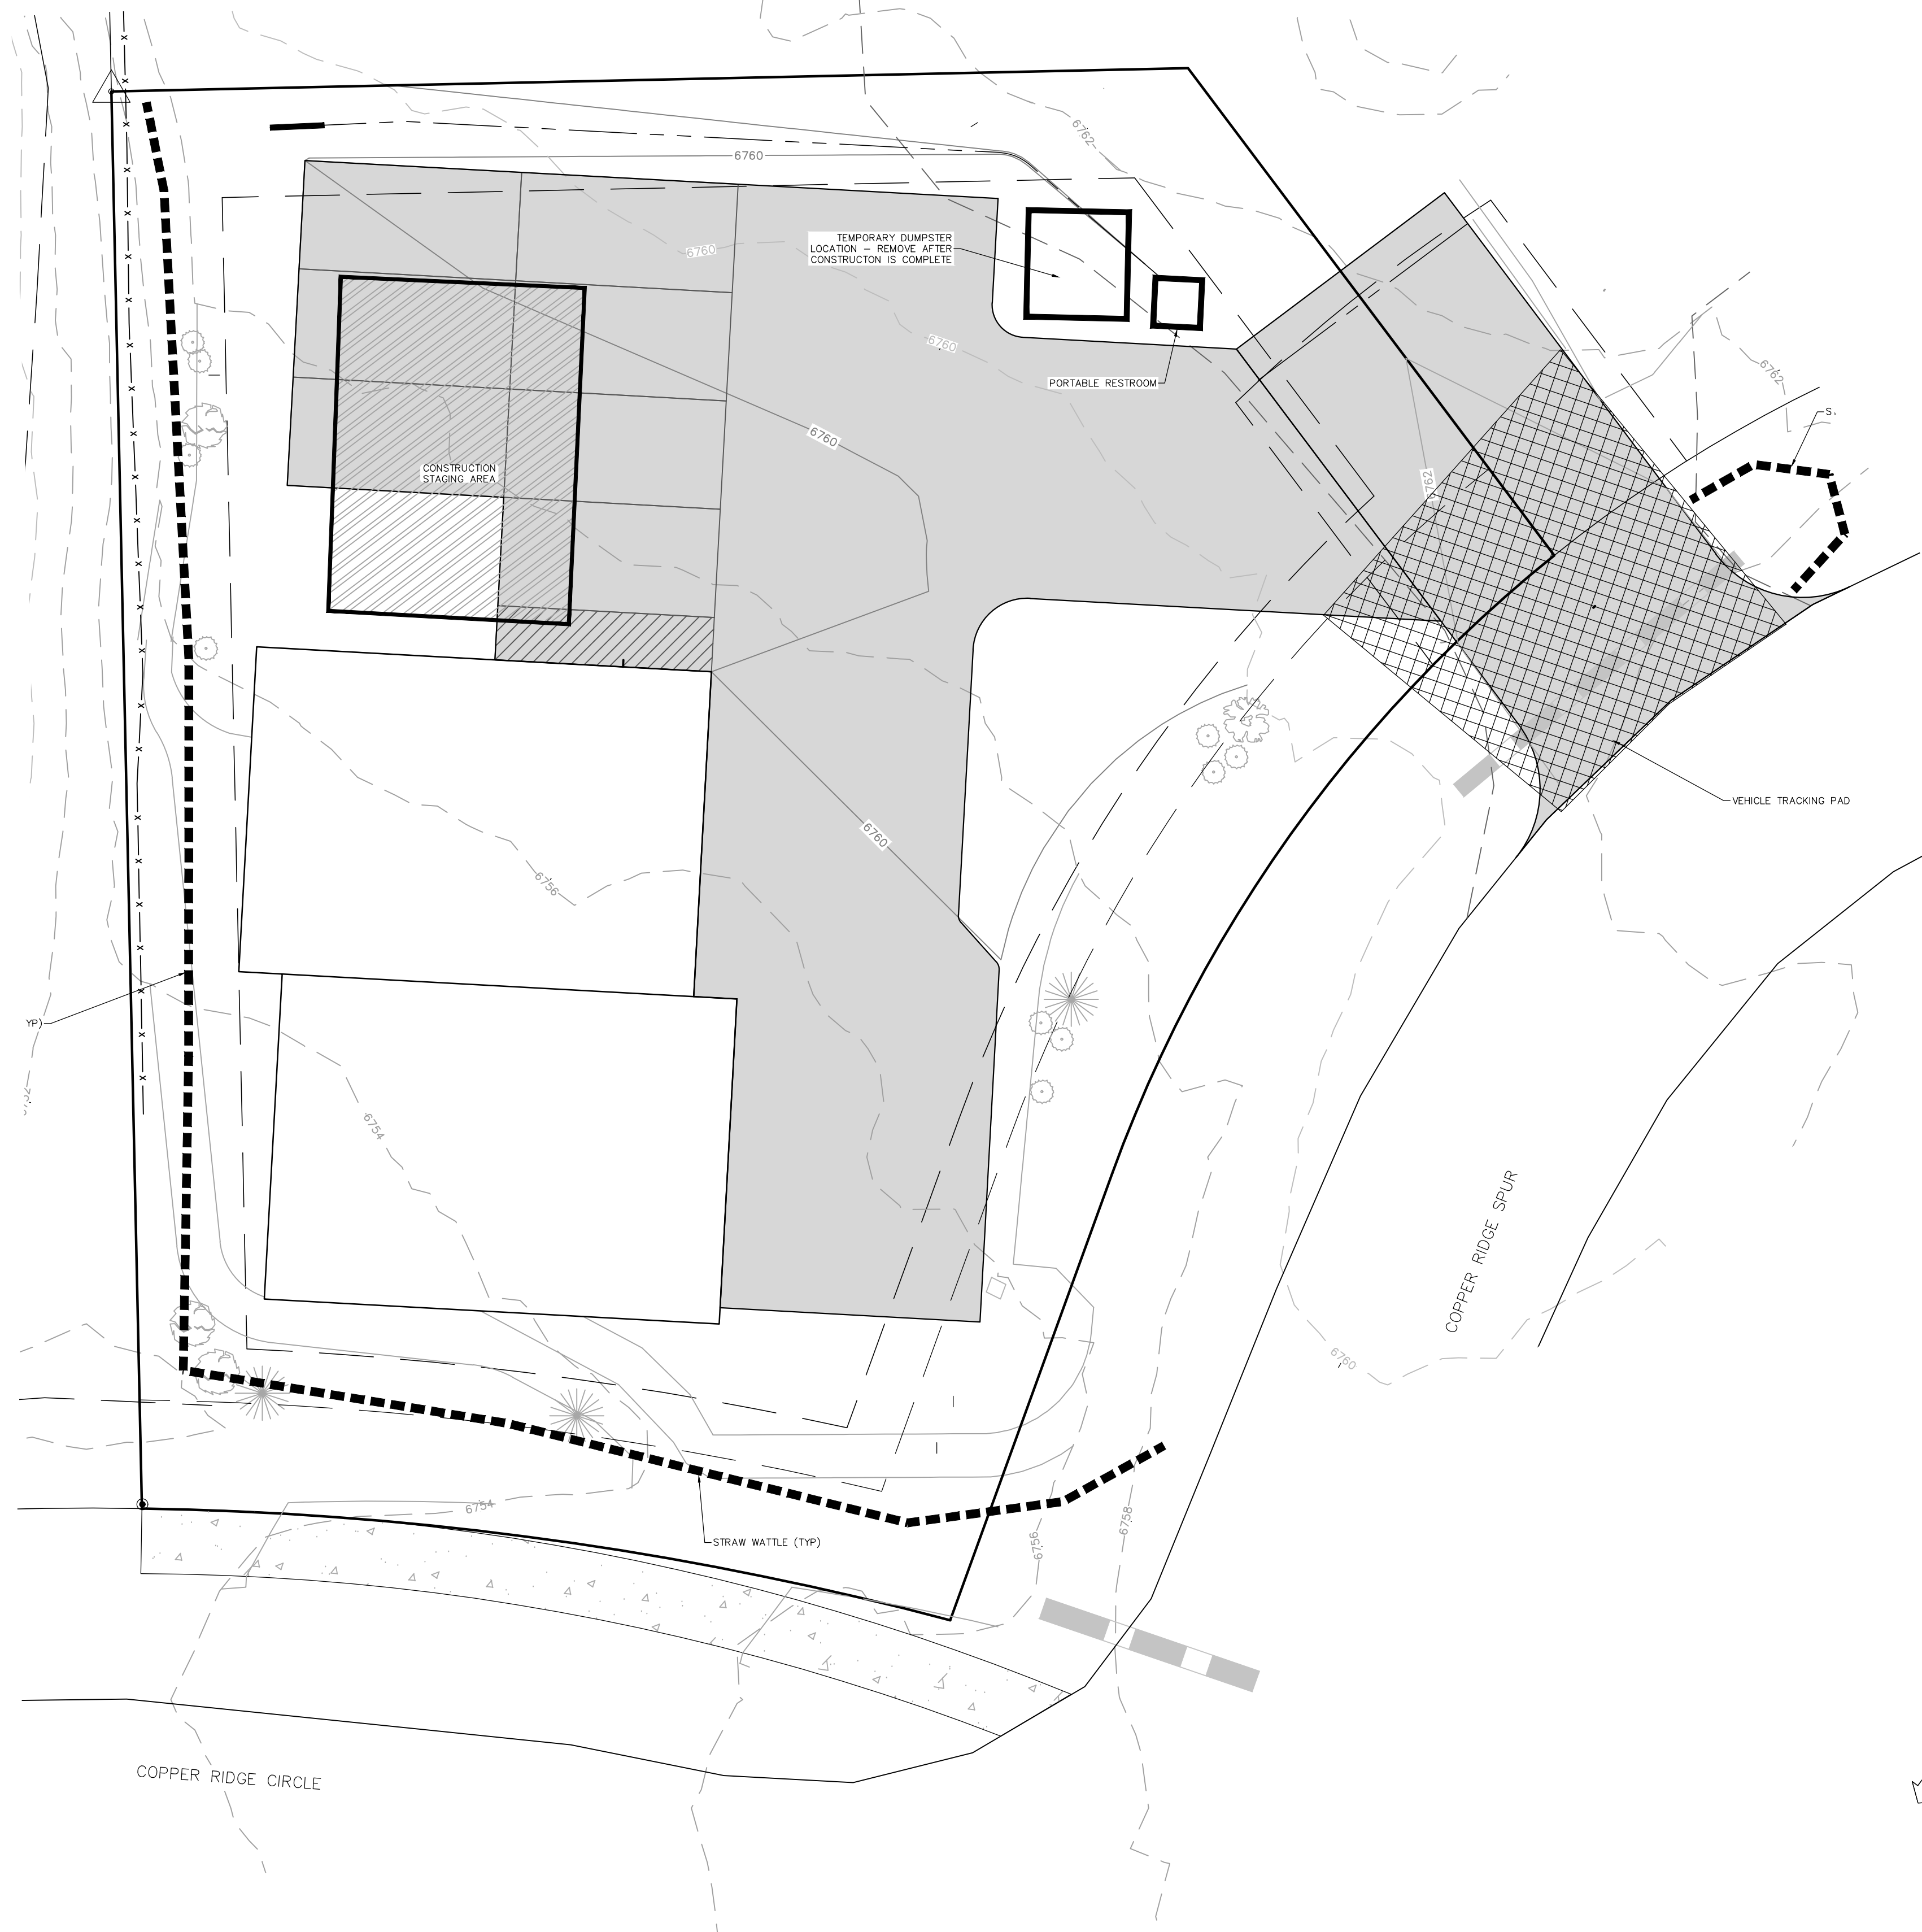 6762
6760
TEMPORARY DUMPSTER
LOCATION – REMOVE AFTER
CONSTRUCTON IS COMPLETE
6760
6760
6762
PORTABLE RESTROOM
S.
6760
CONSTRUCTION
STAGING AREA
6762
VEHICLE TRACKING PAD
6760
6756
YP)
6754
COPPER RIDGE SPUR
6760
6754
6758
STRAW WATTLE (TYP)
6756
COPPER RIDGE CIRCLE